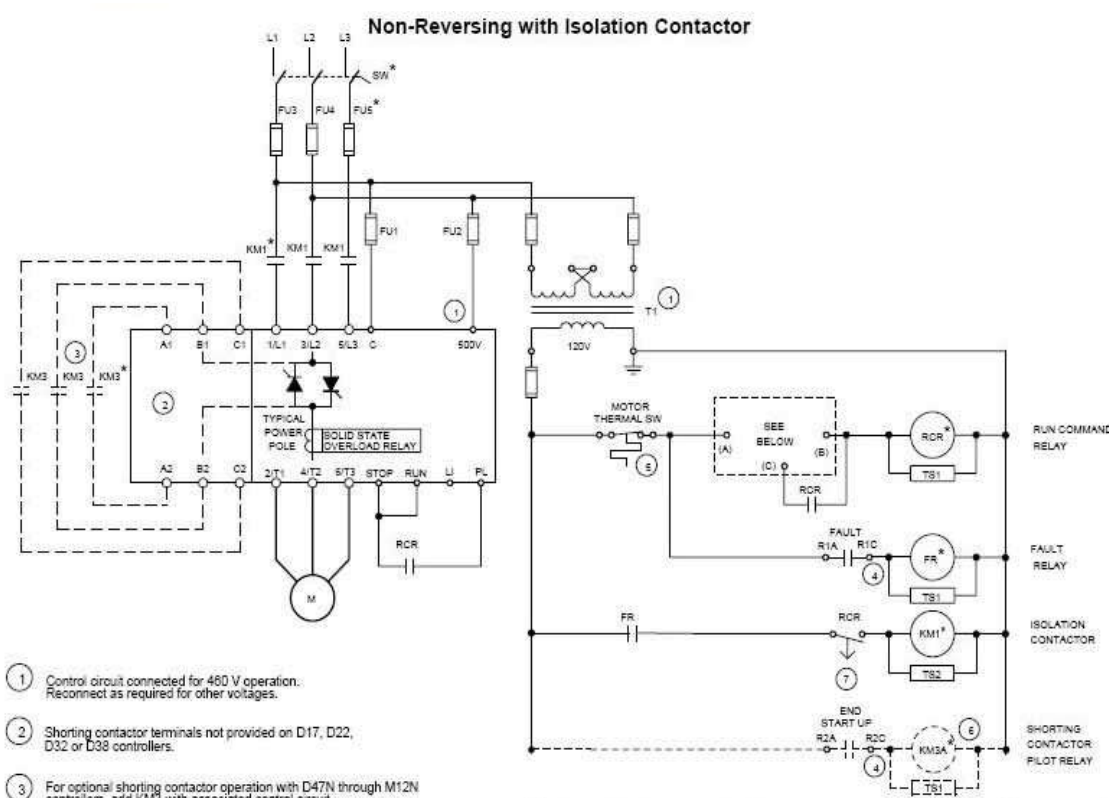 Non-Reversing with Isolation Contactor
L1 L2 L3
SW*
FU3 FU4 FU5*
KM1* KM1 KM1
FU1 FU2
T1 1
1
120V
A1 B1 C1 1/L1 3/L2 5/L3 C 500V
KM3 KM3 KM3*
3
2
TYPICAL
POWER
POLE
SOLID STATE
OVERLOAD RELAY
A2 B2 C2 2/T1 4/T2 6/T3 STOP RUN LI PL
RCR
M
MOTOR
THERMAL SW
5
SEE
BELOW
(A) (B)
(C)
RCR
RCR*
TS1
RUN COMMAND
RELAY
FAULT
R1A R1C
4
FR*
TS1
FAULT
RELAY
FR
RCR
7
KM1*
TS2
ISOLATION
CONTACTOR
END
START UP
R2A R2C
4
KM3A*
6
TS1
SHORTING
CONTACTOR
PILOT RELAY
1 Control circuit connected for 460 V operation.
Reconnect as required for other voltages.
2 Shorting contactor terminals not provided on D17, D22,
D32 or D38 controllers.
3 For optional shorting contactor operation with D47N through M12N
controllers, add KM3 with associated control circuit